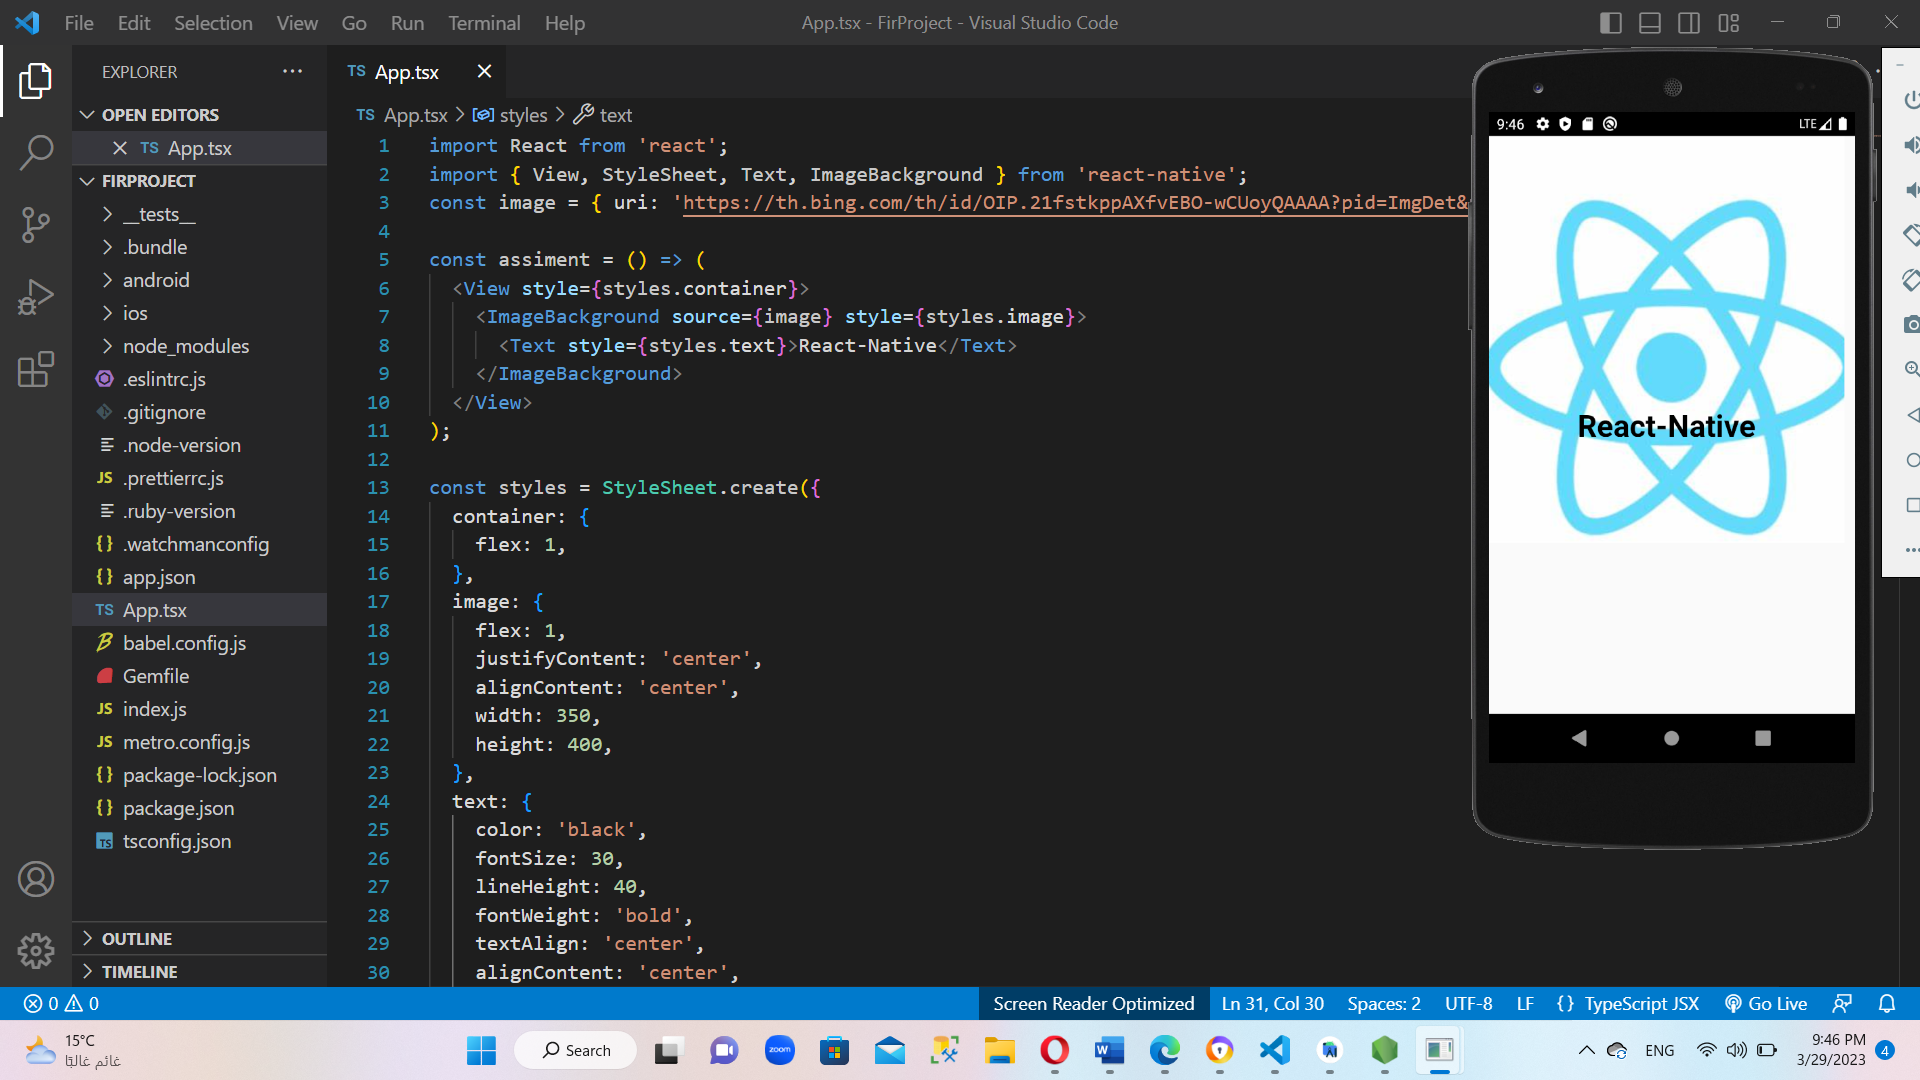 File Edit Selection View Go Run Terminal Help
App.tsx - FirProject - Visual Studio Code
EXPLORER
OPEN EDITORS
TS App.tsx
FIRPROJECT
__tests__
.bundle
android
ios
node_modules
.eslintrc.js
.gitignore
.node-version
JS .prettierrc.js
.ruby-version
{} .watchmanconfig
{} app.json
TS App.tsx
babel.config.js
Gemfile
JS index.js
JS metro.config.js
{} package-lock.json
{} package.json
TS tsconfig.json
OUTLINE
TIMELINE
TS App.tsx
TS App.tsx > styles > text
1 import React from 'react';
2 import { View, StyleSheet, Text, ImageBackground } from 'react-native';
3 const image = { uri: 'https://th.bing.com/th/id/OIP.21fstkppAXfvEBO-wCUoyQAAAA?pid=ImgDet&
4
5 const assiment = () => (
6 <View style={styles.container}>
7 <ImageBackground source={image} style={styles.image}>
8 <Text style={styles.text}>React-Native</Text>
9 </ImageBackground>
10 </View>
11 );
12
13 const styles = StyleSheet.create({
14 container: {
15 flex: 1,
16 },
17 image: {
18 flex: 1,
19 justifyContent: 'center',
20 alignContent: 'center',
21 width: 350,
22 height: 400,
23 },
24 text: {
25 color: 'black',
26 fontSize: 30,
27 lineHeight: 40,
28 fontWeight: 'bold',
29 textAlign: 'center',
30 alignContent: 'center',
9:46 LTE
React-Native
0 0
Screen Reader Optimized Ln 31, Col 30 Spaces: 2 UTF-8 LF {} TypeScript JSX Go Live
15°C
غائم غالبًا
Search
zoom
ENG
9:46 PM
3/29/2023
4